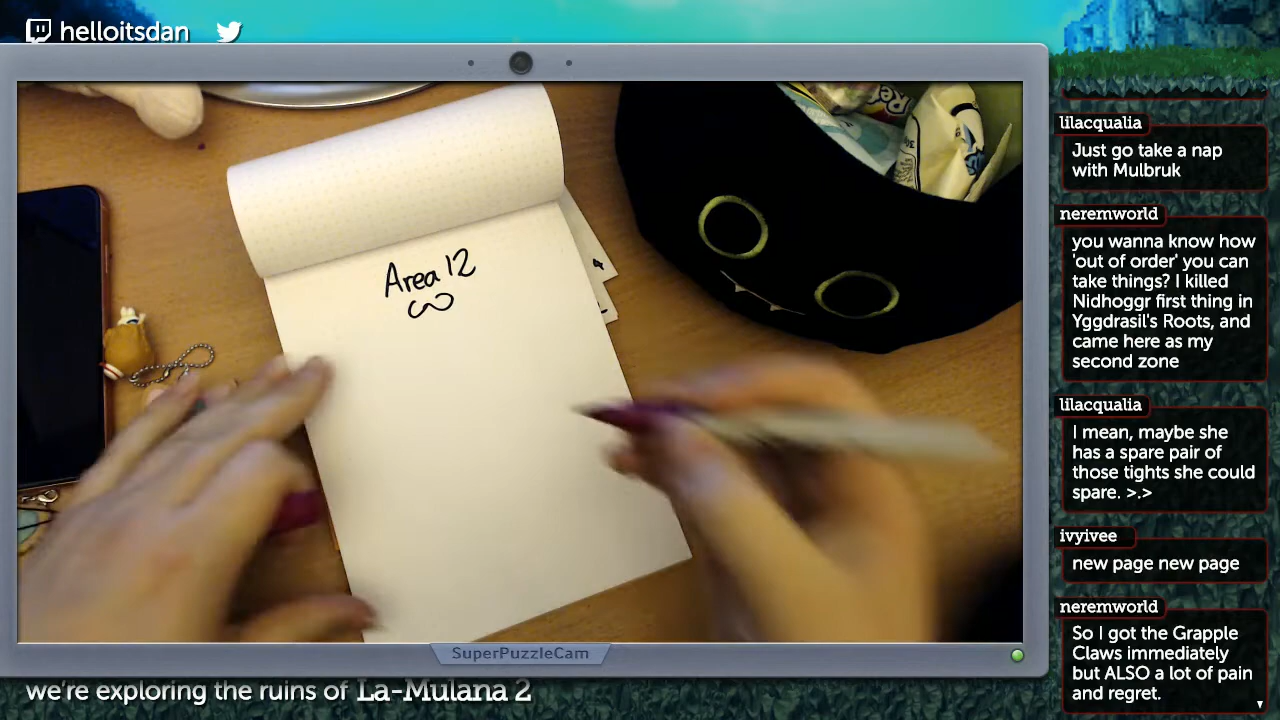 helloitsdan
Area 12
4
SuperPuzzleCam
we're exploring the ruins of La-Mulana 2
lilacqualia
Just go take a nap
with Mulbruk
neremworld
you wanna know how
'out of order' you can
take things? I killed
Nidhoggr first thing in
Yggdrasil's Roots, and
came here as my
second zone
lilacqualia
I mean, maybe she
has a spare pair of
those tights she could
spare. >.>
ivyivee
new page new page
neremworld
So I got the Grapple
Claws immediately
but ALSO a lot of pain
and regret.